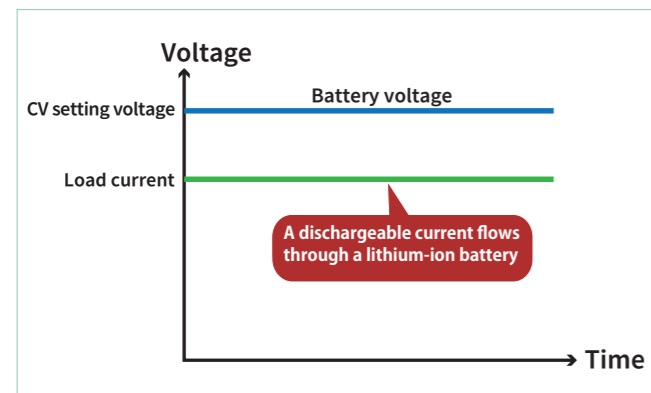 Voltage
Battery voltage
CV setting voltage
Load current
A dischargeable current flows
through a lithium-ion battery
Time